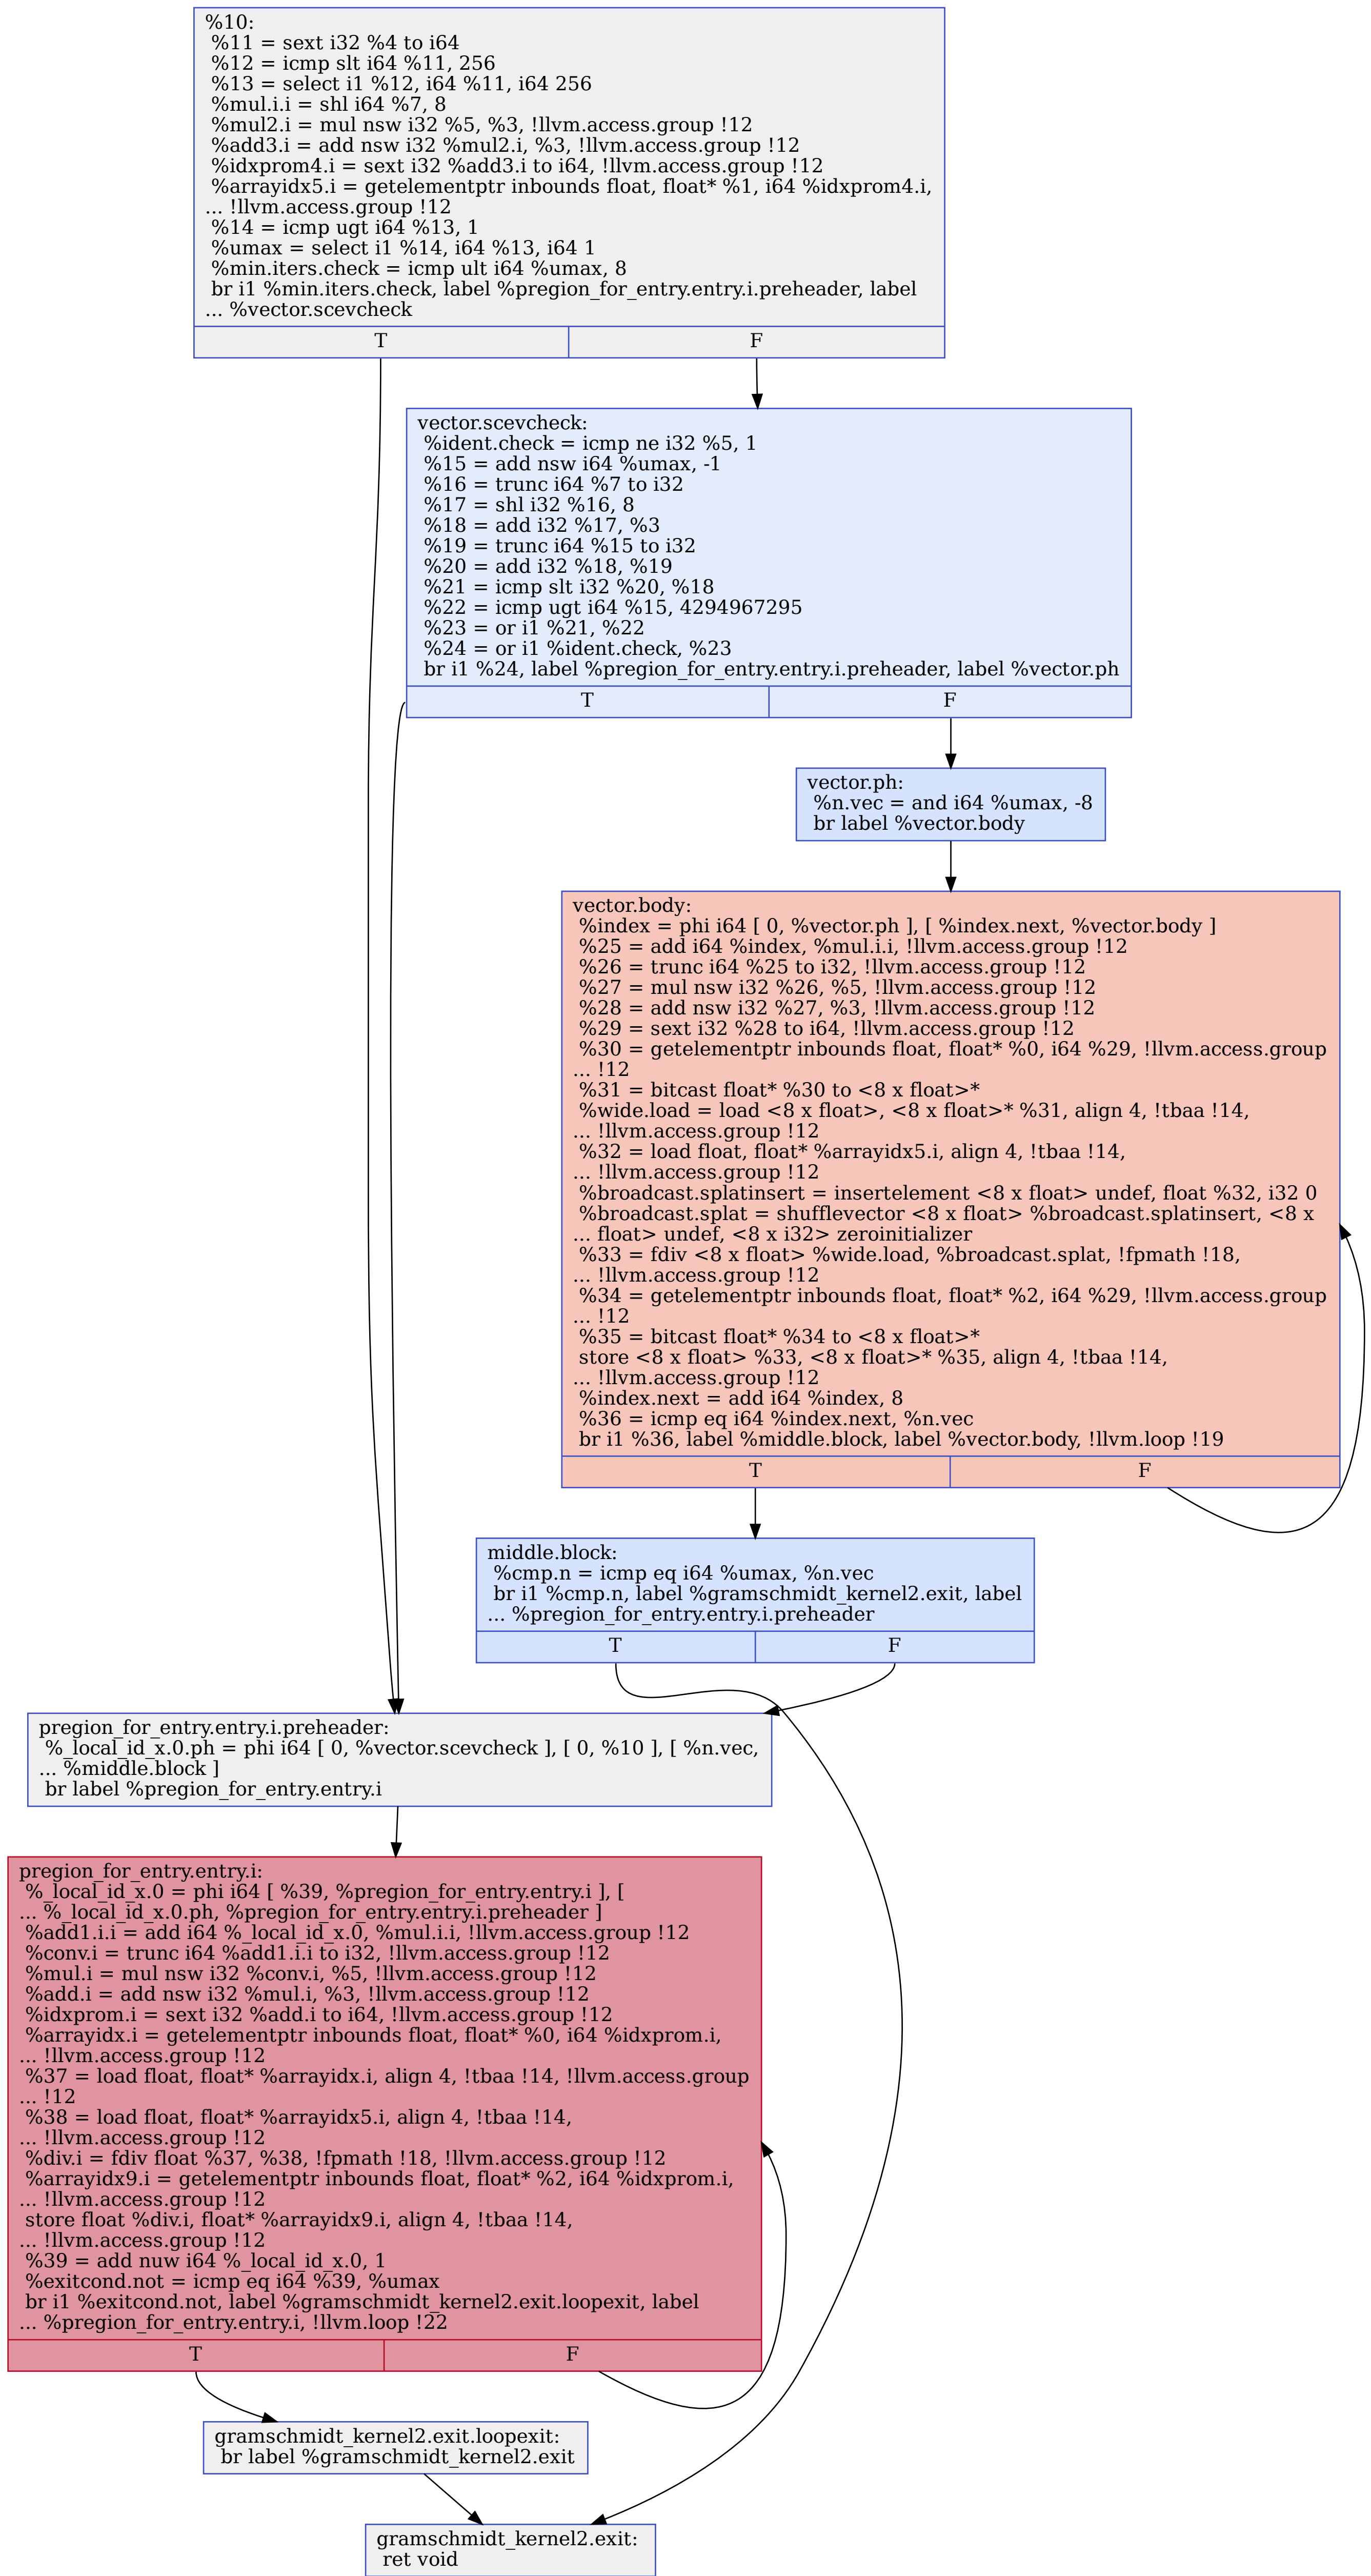 %10:
%11 = sext i32 %4 to i64
%12 = icmp slt i64 %11, 256
%13 = select i1 %12, i64 %11, i64 256
%mul.i.i = shl i64 %7, 8
%mul2.i = mul nsw i32 %5, %3, !llvm.access.group !12
%add3.i = add nsw i32 %mul2.i, %3, !llvm.access.group !12
%idxprom4.i = sext i32 %add3.i to i64, !llvm.access.group !12
%arrayidx5.i = getelementptr inbounds float, float* %1, i64 %idxprom4.i,
... !llvm.access.group !12
%14 = icmp ugt i64 %13, 1
%umax = select i1 %14, i64 %13, i64 1
%min.iters.check = icmp ult i64 %umax, 8
br i1 %min.iters.check, label %pregion_for_entry.entry.i.preheader, label
... %vector.scevcheck
T F
vector.scevcheck:
%ident.check = icmp ne i32 %5, 1
%15 = add nsw i64 %umax, -1
%16 = trunc i64 %7 to i32
%17 = shl i32 %16, 8
%18 = add i32 %17, %3
%19 = trunc i64 %15 to i32
%20 = add i32 %18, %19
%21 = icmp slt i32 %20, %18
%22 = icmp ugt i64 %15, 4294967295
%23 = or i1 %21, %22
%24 = or i1 %ident.check, %23
br i1 %24, label %pregion_for_entry.entry.i.preheader, label %vector.ph
T F
vector.ph:
%n.vec = and i64 %umax, -8
br label %vector.body
vector.body:
%index = phi i64 [ 0, %vector.ph ], [ %index.next, %vector.body ]
%25 = add i64 %index, %mul.i.i, !llvm.access.group !12
%26 = trunc i64 %25 to i32, !llvm.access.group !12
%27 = mul nsw i32 %26, %5, !llvm.access.group !12
%28 = add nsw i32 %27, %3, !llvm.access.group !12
%29 = sext i32 %28 to i64, !llvm.access.group !12
%30 = getelementptr inbounds float, float* %0, i64 %29, !llvm.access.group
... !12
%31 = bitcast float* %30 to <8 x float>*
%wide.load = load <8 x float>, <8 x float>* %31, align 4, !tbaa !14,
... !llvm.access.group !12
%32 = load float, float* %arrayidx5.i, align 4, !tbaa !14,
... !llvm.access.group !12
%broadcast.splatinsert = insertelement <8 x float> undef, float %32, i32 0
%broadcast.splat = shufflevector <8 x float> %broadcast.splatinsert, <8 x
... float> undef, <8 x i32> zeroinitializer
%33 = fdiv <8 x float> %wide.load, %broadcast.splat, !fpmath !18,
... !llvm.access.group !12
%34 = getelementptr inbounds float, float* %2, i64 %29, !llvm.access.group
... !12
%35 = bitcast float* %34 to <8 x float>*
store <8 x float> %33, <8 x float>* %35, align 4, !tbaa !14,
... !llvm.access.group !12
%index.next = add i64 %index, 8
%36 = icmp eq i64 %index.next, %n.vec
br i1 %36, label %middle.block, label %vector.body, !llvm.loop !19
T F
middle.block:
%cmp.n = icmp eq i64 %umax, %n.vec
br i1 %cmp.n, label %gramschmidt_kernel2.exit, label
... %pregion_for_entry.entry.i.preheader
T F
pregion_for_entry.entry.i.preheader:
%_local_id_x.0.ph = phi i64 [ 0, %vector.scevcheck ], [ 0, %10 ], [ %n.vec,
... %middle.block ]
br label %pregion_for_entry.entry.i
pregion_for_entry.entry.i:
%_local_id_x.0 = phi i64 [ %39, %pregion_for_entry.entry.i ], [
... %_local_id_x.0.ph, %pregion_for_entry.entry.i.preheader ]
%add1.i.i = add i64 %_local_id_x.0, %mul.i.i, !llvm.access.group !12
%conv.i = trunc i64 %add1.i.i to i32, !llvm.access.group !12
%mul.i = mul nsw i32 %conv.i, %5, !llvm.access.group !12
%add.i = add nsw i32 %mul.i, %3, !llvm.access.group !12
%idxprom.i = sext i32 %add.i to i64, !llvm.access.group !12
%arrayidx.i = getelementptr inbounds float, float* %0, i64 %idxprom.i,
... !llvm.access.group !12
%37 = load float, float* %arrayidx.i, align 4, !tbaa !14, !llvm.access.group
... !12
%38 = load float, float* %arrayidx5.i, align 4, !tbaa !14,
... !llvm.access.group !12
%div.i = fdiv float %37, %38, !fpmath !18, !llvm.access.group !12
%arrayidx9.i = getelementptr inbounds float, float* %2, i64 %idxprom.i,
... !llvm.access.group !12
store float %div.i, float* %arrayidx9.i, align 4, !tbaa !14,
... !llvm.access.group !12
%39 = add nuw i64 %_local_id_x.0, 1
%exitcond.not = icmp eq i64 %39, %umax
br i1 %exitcond.not, label %gramschmidt_kernel2.exit.loopexit, label
... %pregion_for_entry.entry.i, !llvm.loop !22
T F
gramschmidt_kernel2.exit.loopexit:
br label %gramschmidt_kernel2.exit
gramschmidt_kernel2.exit:
ret void